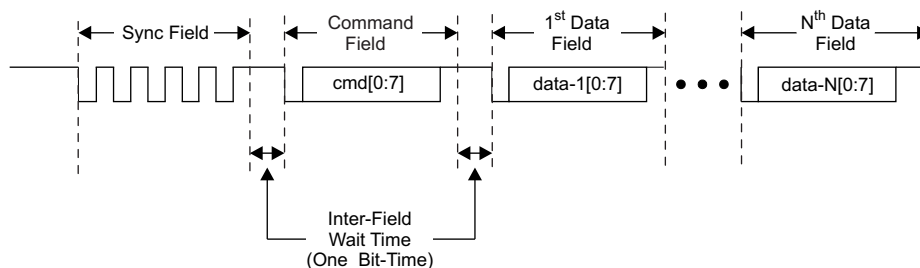 Sync Field
Command
Field
1st Data
Field
Nth Data
Field
cmd[0:7]
data-1[0:7]
data-N[0:7]
Inter-Field
Wait Time
(One Bit-Time)